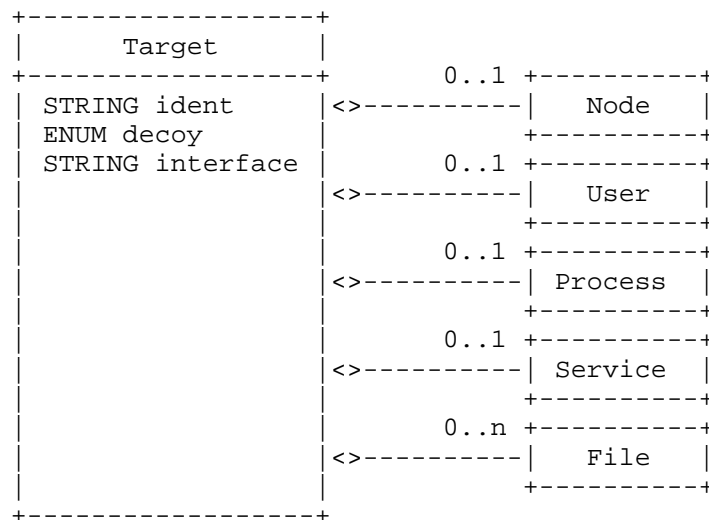 Target
0..1
STRING ident <> Node
ENUM decoy
STRING interface 0..1
<> User
0..1
<> Process
0..1
<> Service
0..n
<> File